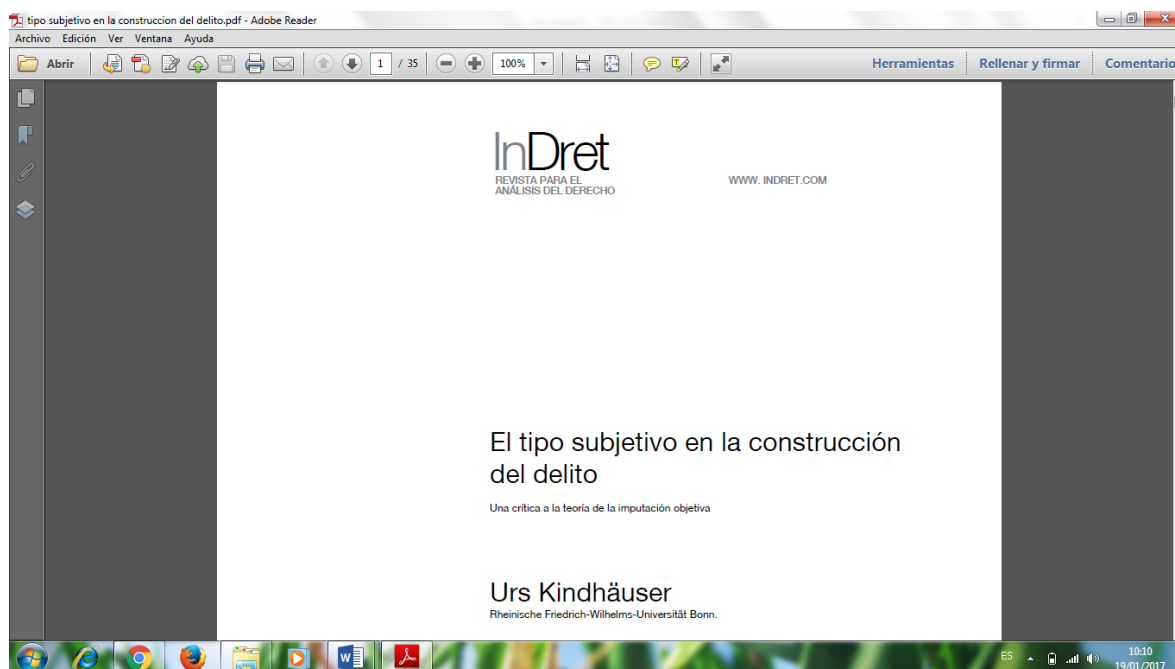 tipo subjetivo en la construccion del delito.pdf - Adobe Reader
Archivo Edición Ver Ventana Ayuda
Abrir 1 / 35 100% Herramientas Rellenar y firmar Comentario
InDret
REVISTA PARA EL
ANÁLISIS DEL DERECHO
WWW. INDRET.COM
El tipo subjetivo en la construcción
del delito
Una crítica a la teoría de la imputación objetiva
Urs Kindhäuser
Rheinische Friedrich-Wilhelms-Universität Bonn.
ES 10:10
19/01/2017